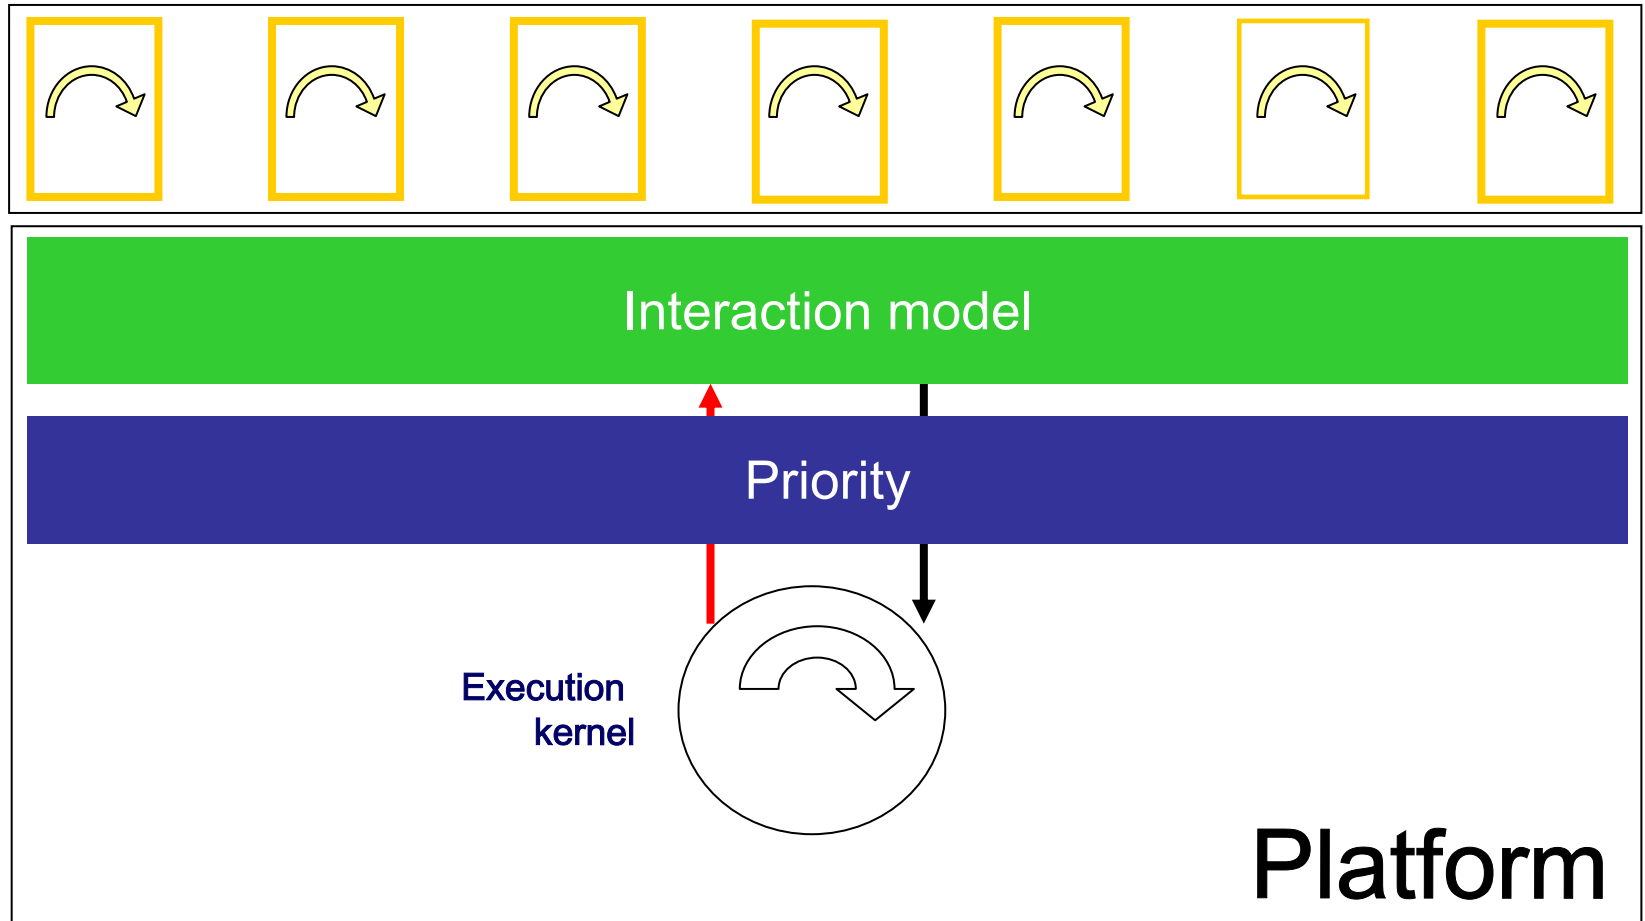 Interaction model
Priority
Execution
kernel
Platform